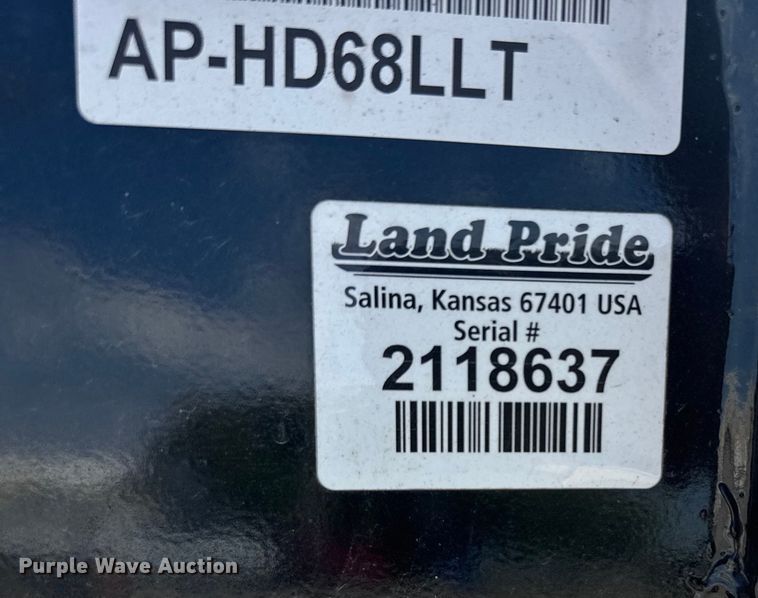 AP-HD68LLT
Land Pride
Salina, Kansas 67401 USA
Serial #
2118637
Purple Wave Auction